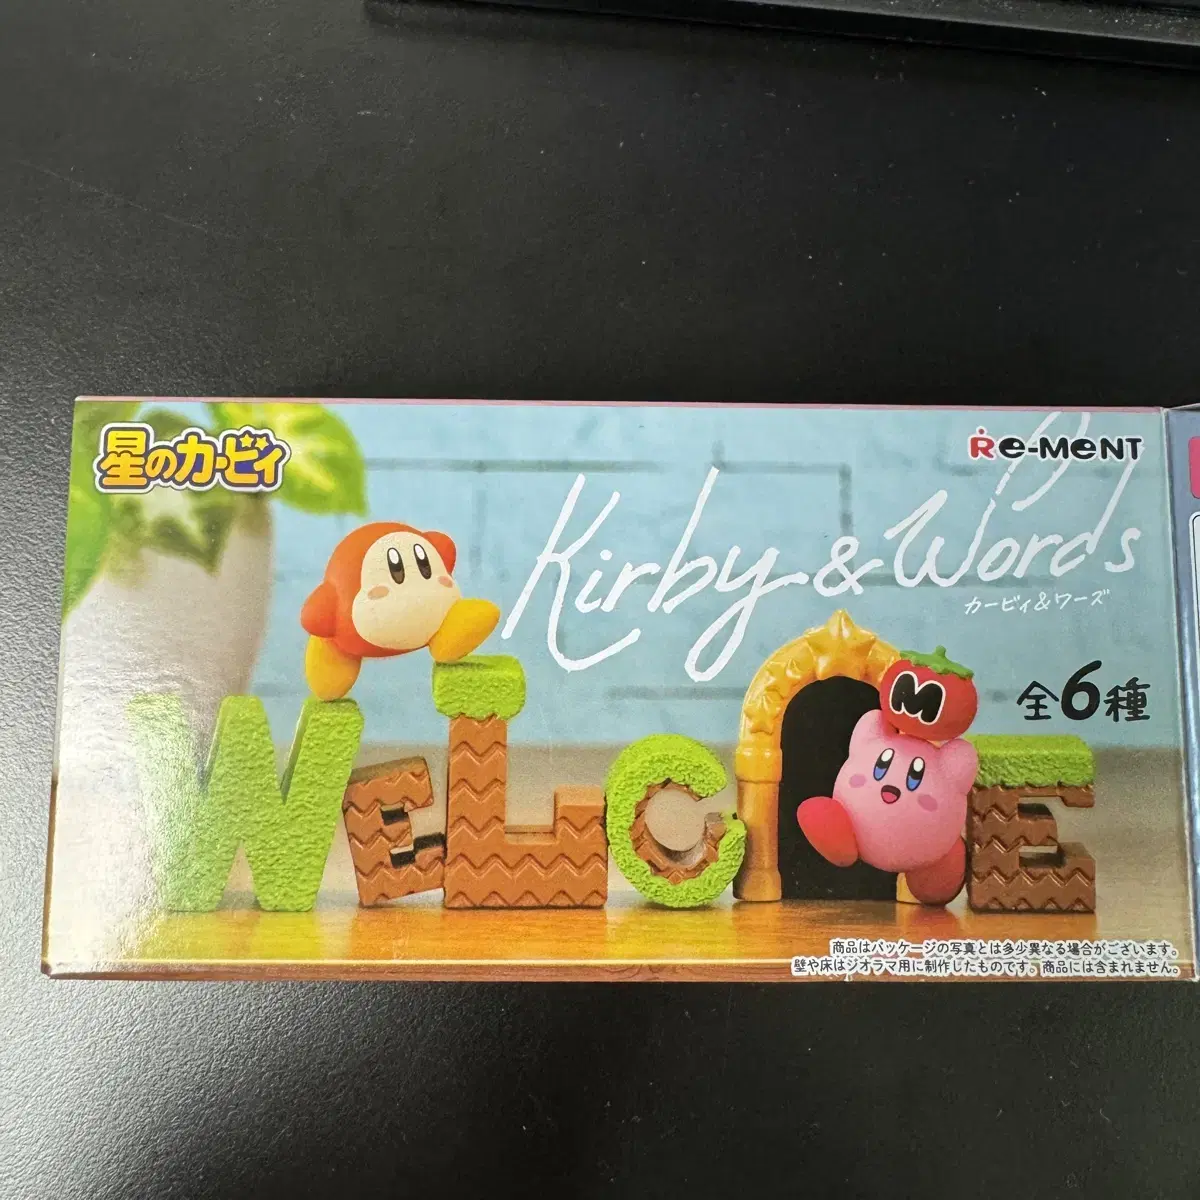 星のカービィ
Re-MeNT
Kirby & Words
カービィ&ワーズ
全6種
M
WELCOME
商品はパッケージの写真とは多少異なる場合がございます。
壁や床はジオラマ用に制作したものです。商品には含まれません。